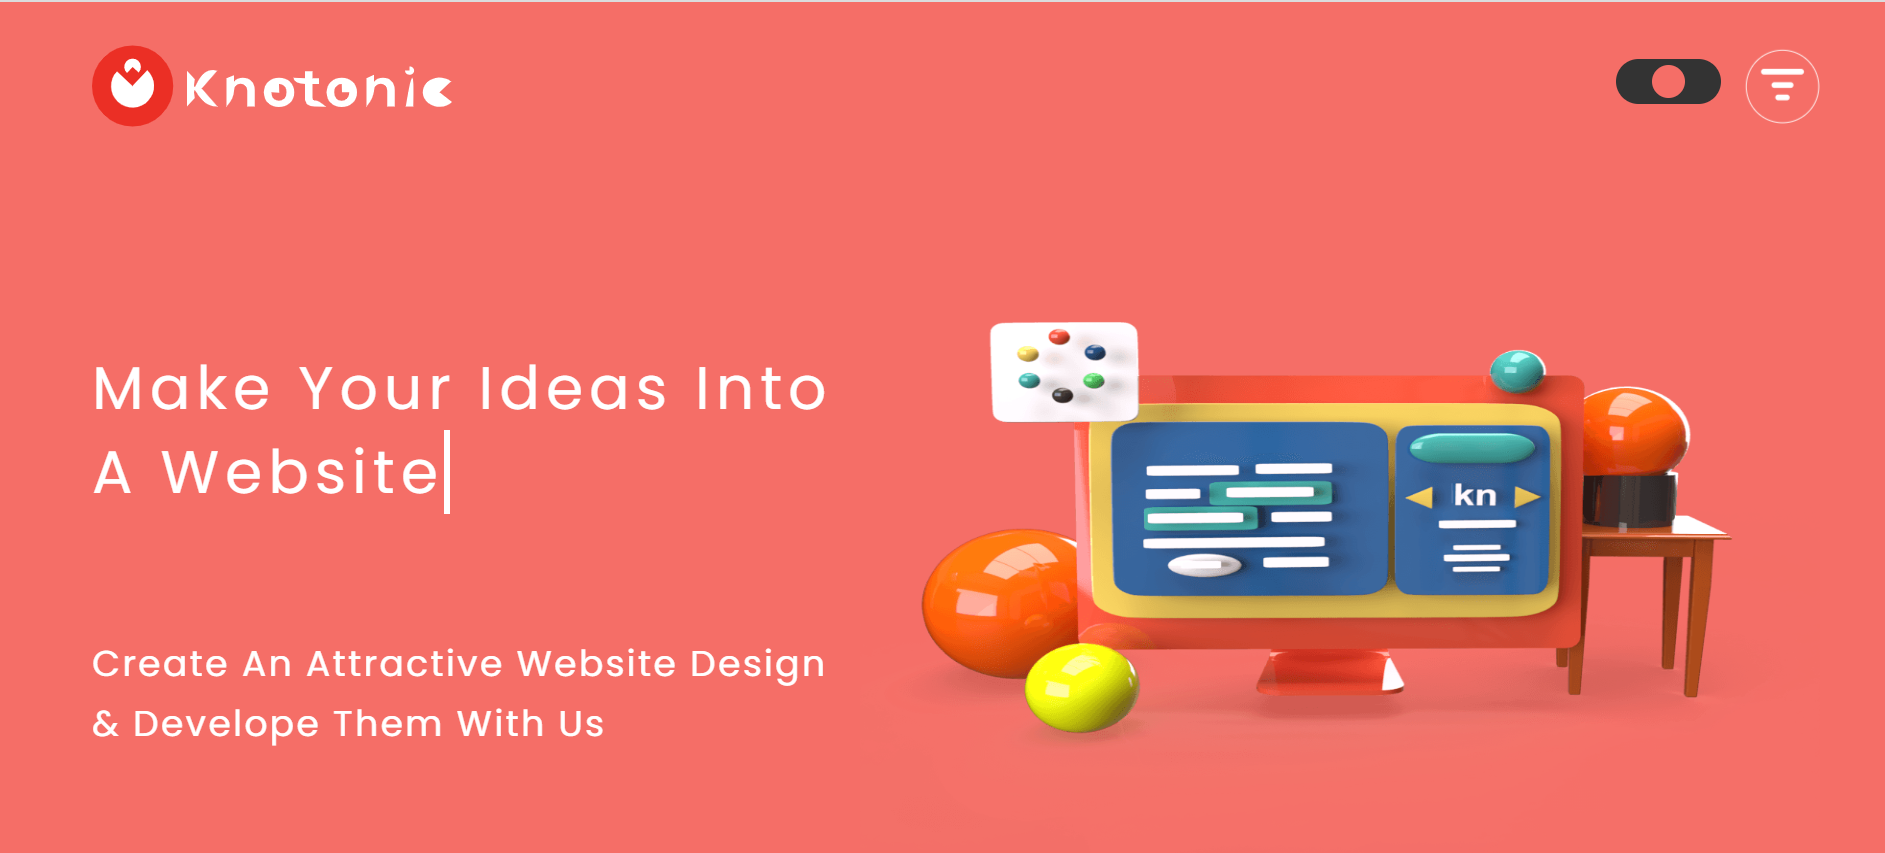 Knotonic
Make Your Ideas Into
A Website
kn
Create An Attractive Website Design
& Develope Them With Us